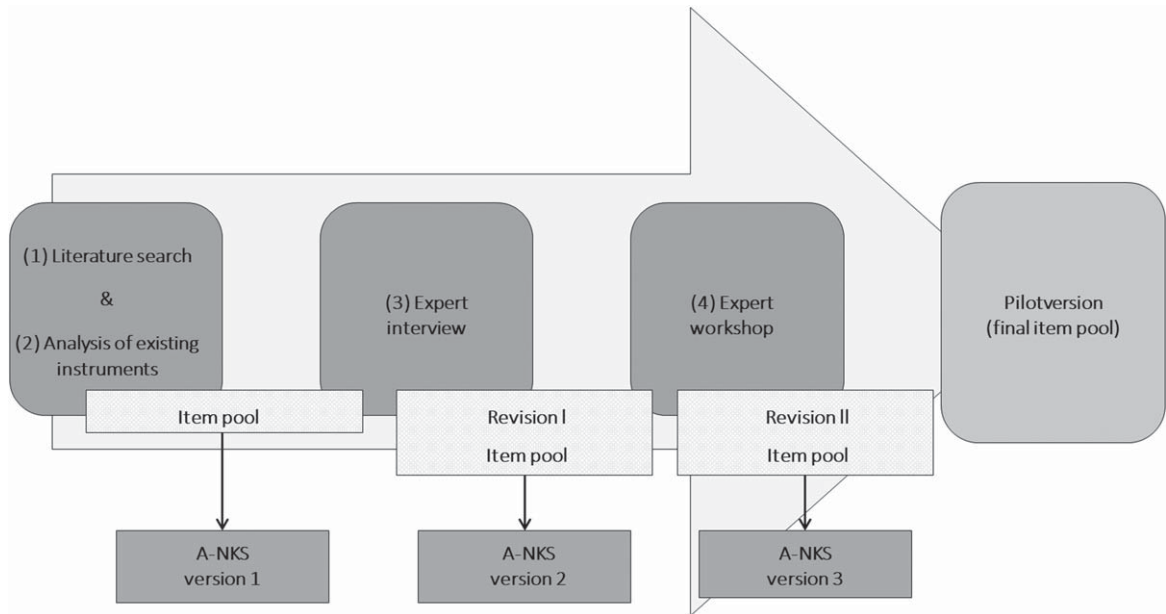 (1) Literature search
&
(2) Analysis of existing
instruments
Item pool
A-NKS
version 1
(3) Expert
interview
Revision I
Item pool
A-NKS
version 2
(4) Expert
workshop
Revision II
Item pool
A-NKS
version 3
Pilotversion
(final item pool)